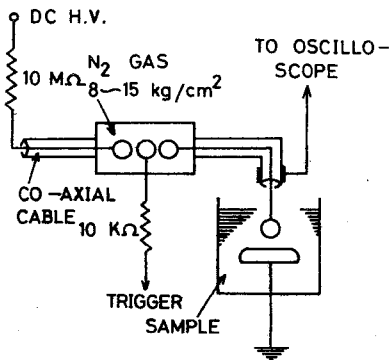 DC H.V.
10 MΩ
N2 GAS
8~15 kg/cm2
TO OSCILLO-
SCOPE
CO-AXIAL
CABLE
10 KΩ
TRIGGER
SAMPLE